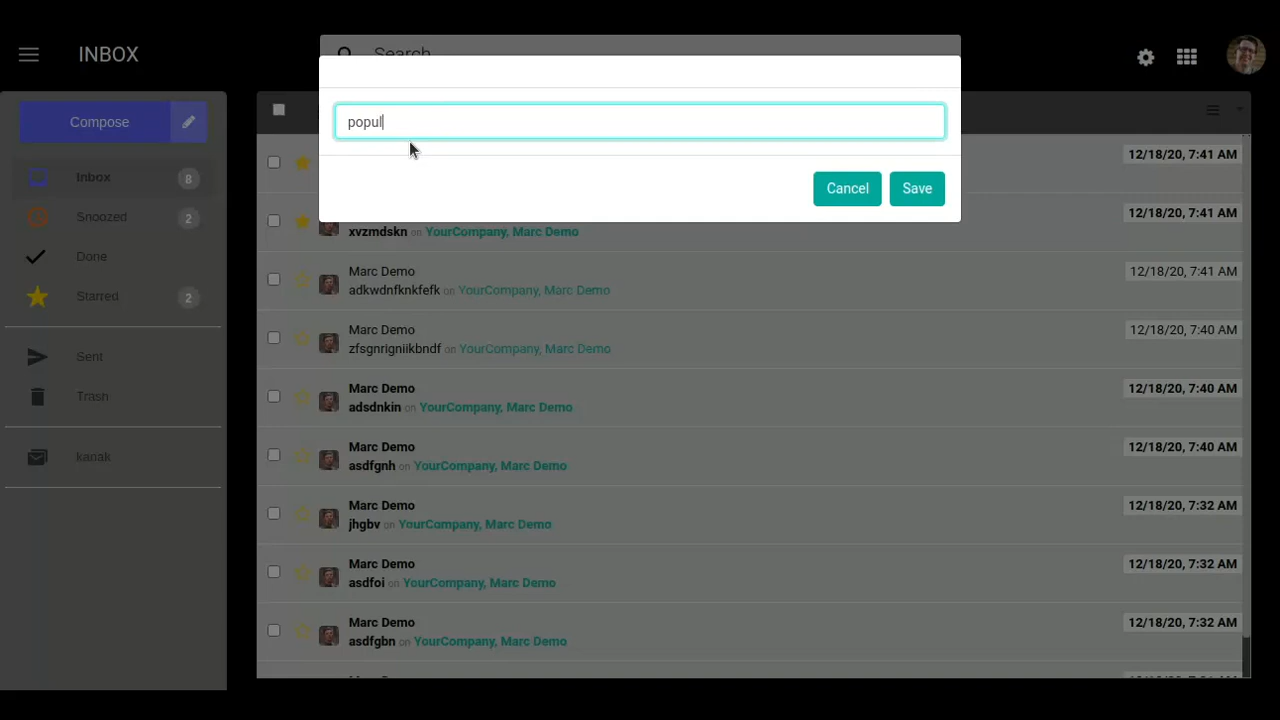 INBOX
Search
Compose
popul
Cancel Save
Inbox 8
Snoozed 2
Done
Starred 2
Sent
Trash
kanak
12/18/20, 7:41 AM
12/18/20, 7:41 AM
xvzmdskn on YourCompany, Marc Demo
Marc Demo 12/18/20, 7:41 AM
adkwdnfknkfefk on YourCompany, Marc Demo
Marc Demo 12/18/20, 7:40 AM
zfsgnrigniikbndf on YourCompany, Marc Demo
Marc Demo 12/18/20, 7:40 AM
adsdnkin on YourCompany, Marc Demo
Marc Demo 12/18/20, 7:40 AM
asdfgnh on YourCompany, Marc Demo
Marc Demo 12/18/20, 7:32 AM
jhgbv on YourCompany, Marc Demo
Marc Demo 12/18/20, 7:32 AM
asdfoi on YourCompany, Marc Demo
Marc Demo 12/18/20, 7:32 AM
asdfgbn on YourCompany, Marc Demo